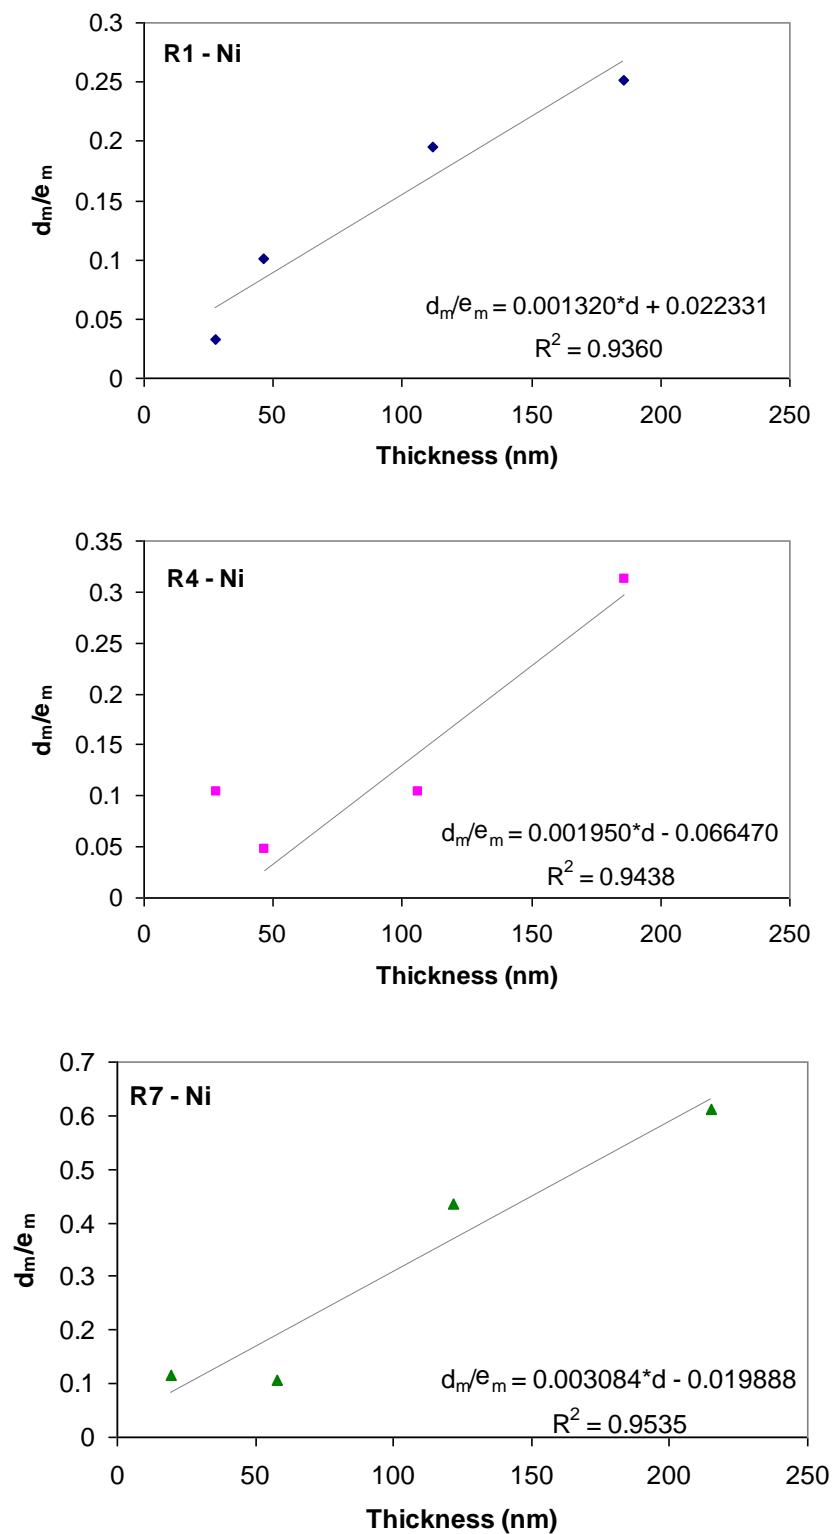 R1 - Ni
0.3
0.25
0.2
0.15
0.1
0.05
0
dm/em
dm/em = 0.001320*d + 0.022331
R2 = 0.9360
0 50 100 150 200 250
Thickness (nm)
R4 - Ni
0.35
0.3
0.25
0.2
0.15
0.1
0.05
0
dm/em
dm/em = 0.001950*d - 0.066470
R2 = 0.9438
0 50 100 150 200 250
Thickness (nm)
R7 - Ni
0.7
0.6
0.5
0.4
0.3
0.2
0.1
0
dm/em
dm/em = 0.003084*d - 0.019888
R2 = 0.9535
0 50 100 150 200 250
Thickness (nm)